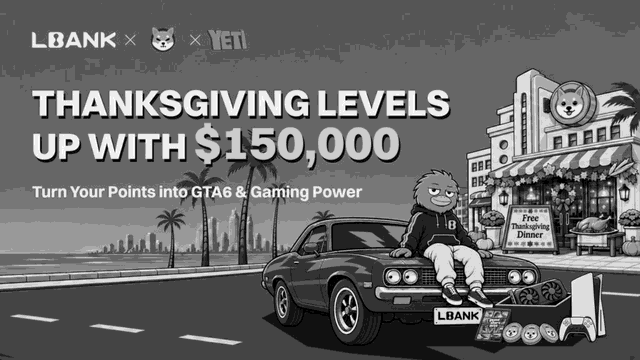 LBANK × × YETI
THANKSGIVING LEVELS
UP WITH $150,000
Turn Your Points into GTA6 & Gaming Power
B
Free
Thanksgiving
Dinner
LBANK